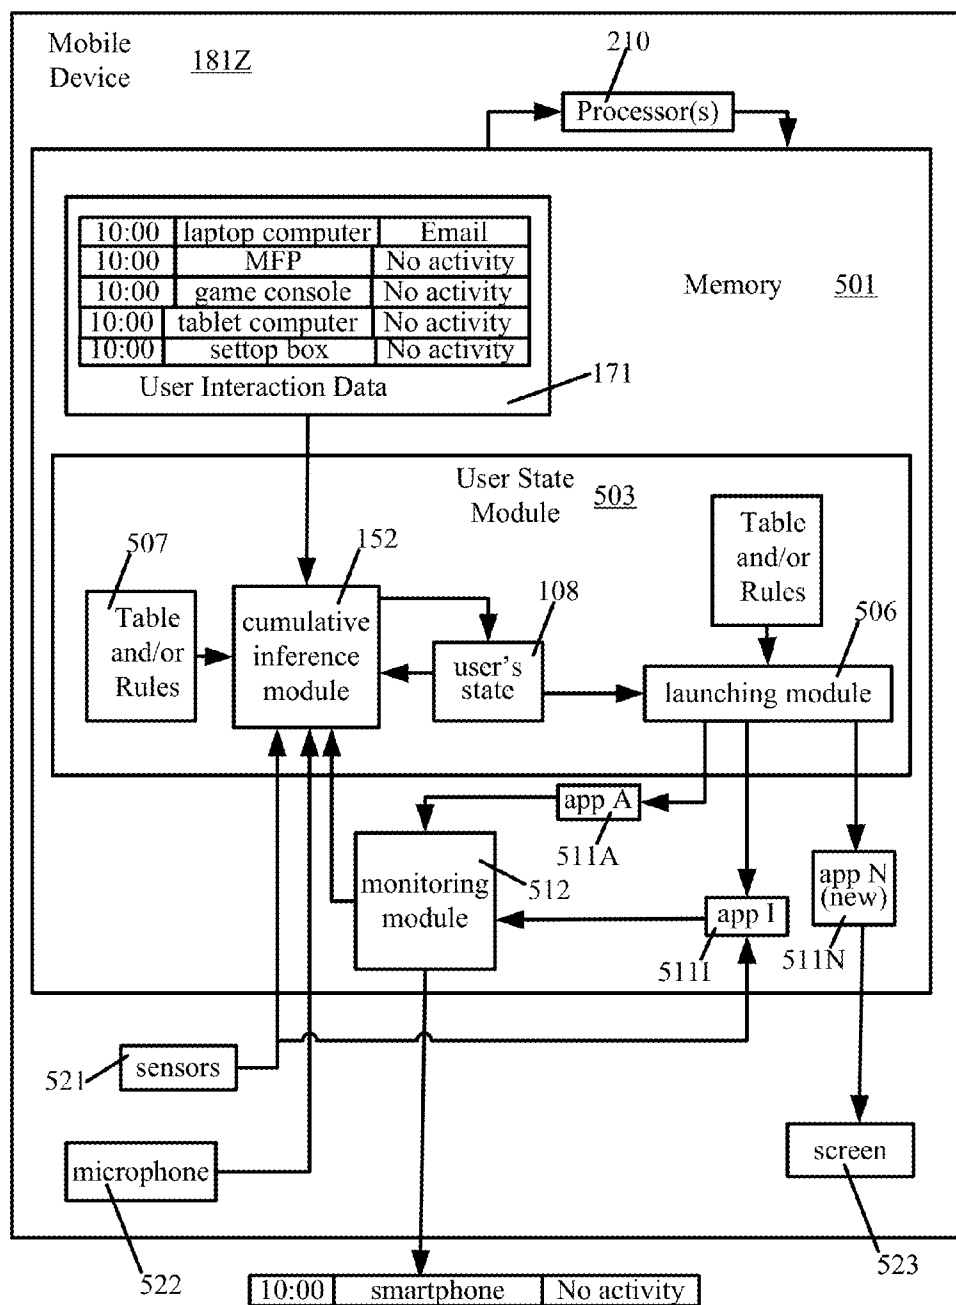 Mobile
Device 181Z
210
Processor(s)
10:00 laptop computer Email
10:00 MFP No activity
10:00 game console No activity
10:00 tablet computer No activity
10:00 settop box No activity
User Interaction Data
171
Memory 501
User State
Module 503
507
152
108
506
Table
and/or
Rules
cumulative
inference
module
user's
state
Table
and/or
Rules
launching module
app A
511A
monitoring
module
512
app I
511I
app N
(new)
511N
521
sensors
microphone
522
screen
523
10:00 smartphone No activity